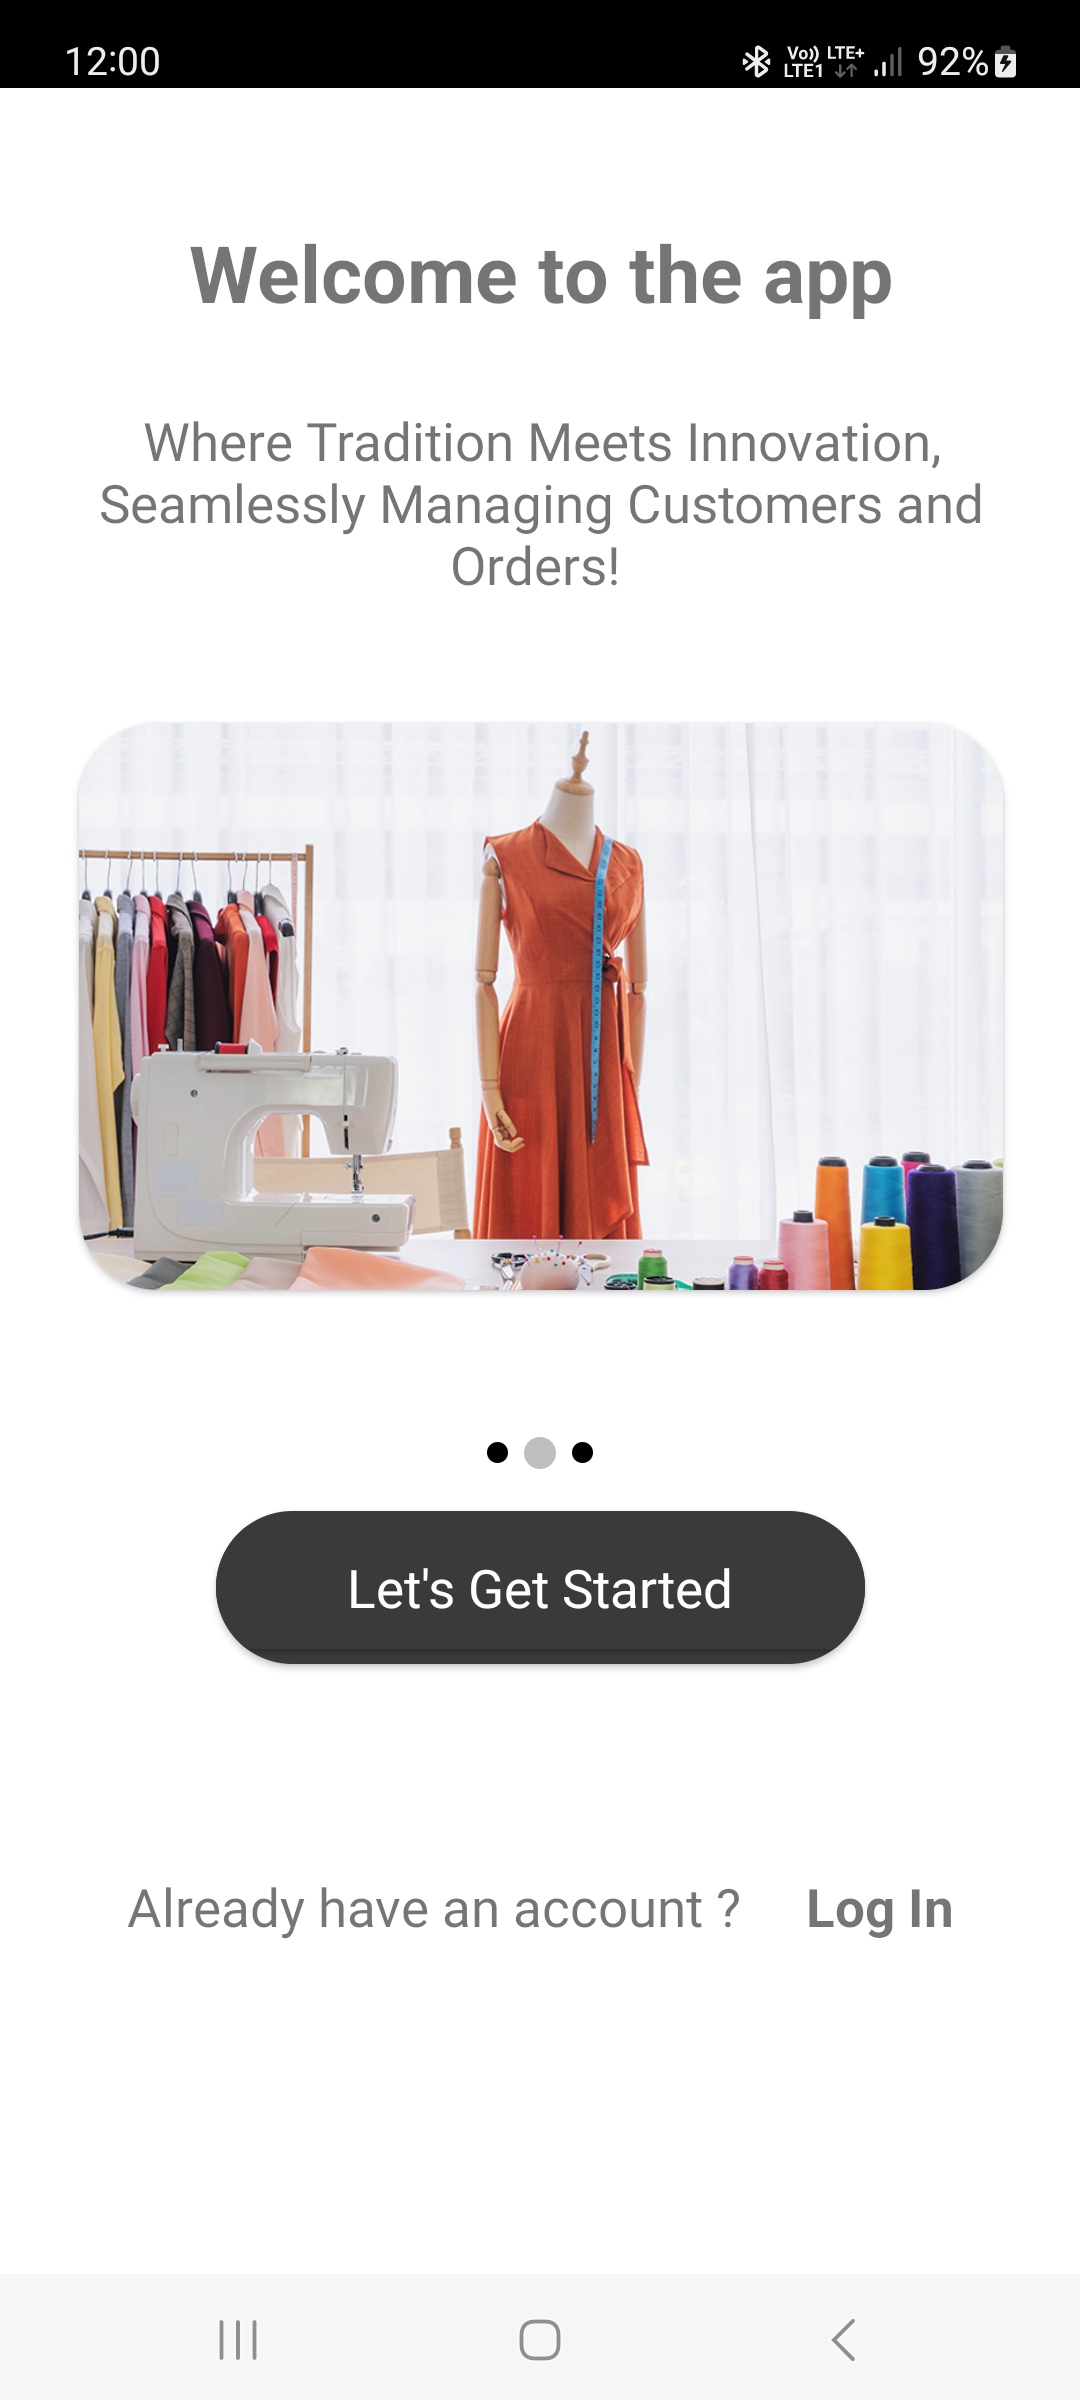 12:00
Vo)) LTE+
LTE1
92%
Welcome to the app
Where Tradition Meets Innovation,
Seamlessly Managing Customers and
Orders!
Let's Get Started
Already have an account ? Log In